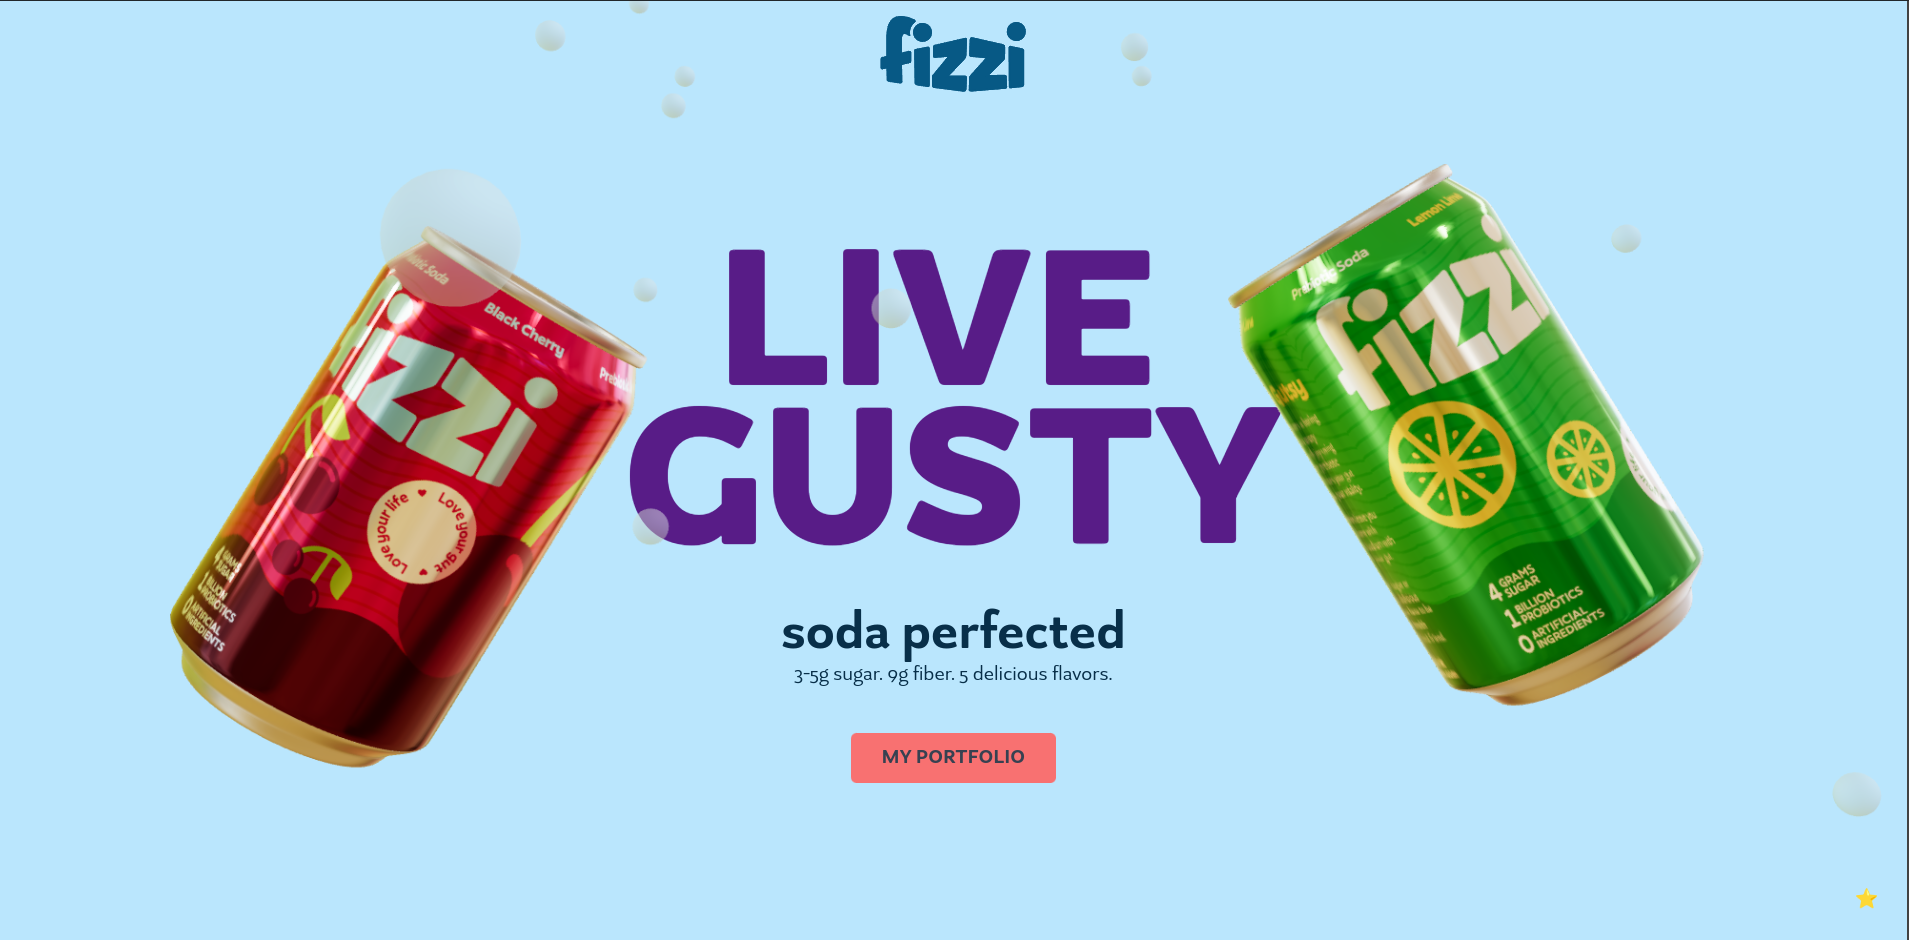 fizzi
LIVE
GUSTY
soda perfected
3-5g sugar. 9g fiber. 5 delicious flavors.
MY PORTFOLIO
Soda
Black Cherry
fizzi
Love your life
Love your gut
4 GRAMS SUGAR
1 BILLION PROBIOTICS
0 ARTIFICIAL INGREDIENTS
Lemon Lime
Prebiotic Soda
fizzi
4 GRAMS SUGAR
1 BILLION PROBIOTICS
0 ARTIFICIAL INGREDIENTS